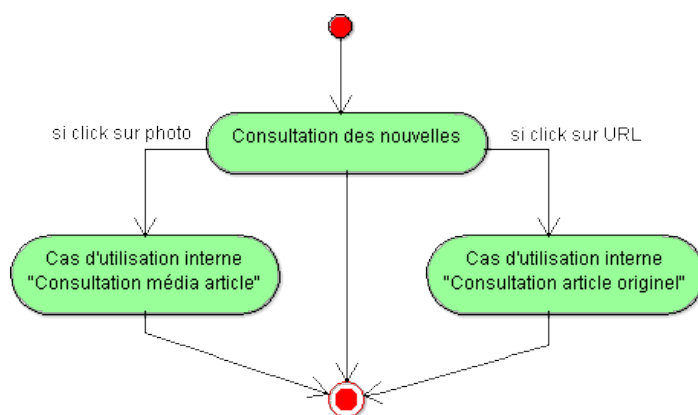 si click sur photo
Consultation des nouvelles
si click sur URL
Cas d'utilisation interne
"Consultation média article"
Cas d'utilisation interne
"Consultation article originel"